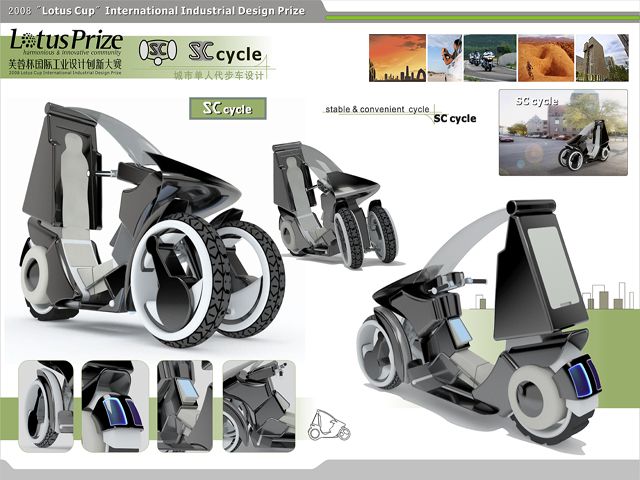 2008 "Lotus Cup" International Industrial Design Prize
LotusPrize
harmonious & innovative community
芙蓉杯国际工业设计创新大赛
2008 Lotus Cup International Industrial Design Prize
SC
SC cycle
城市单人代步车设计
SC cycle
stable & convenient cycle
SC cycle
SC cycle